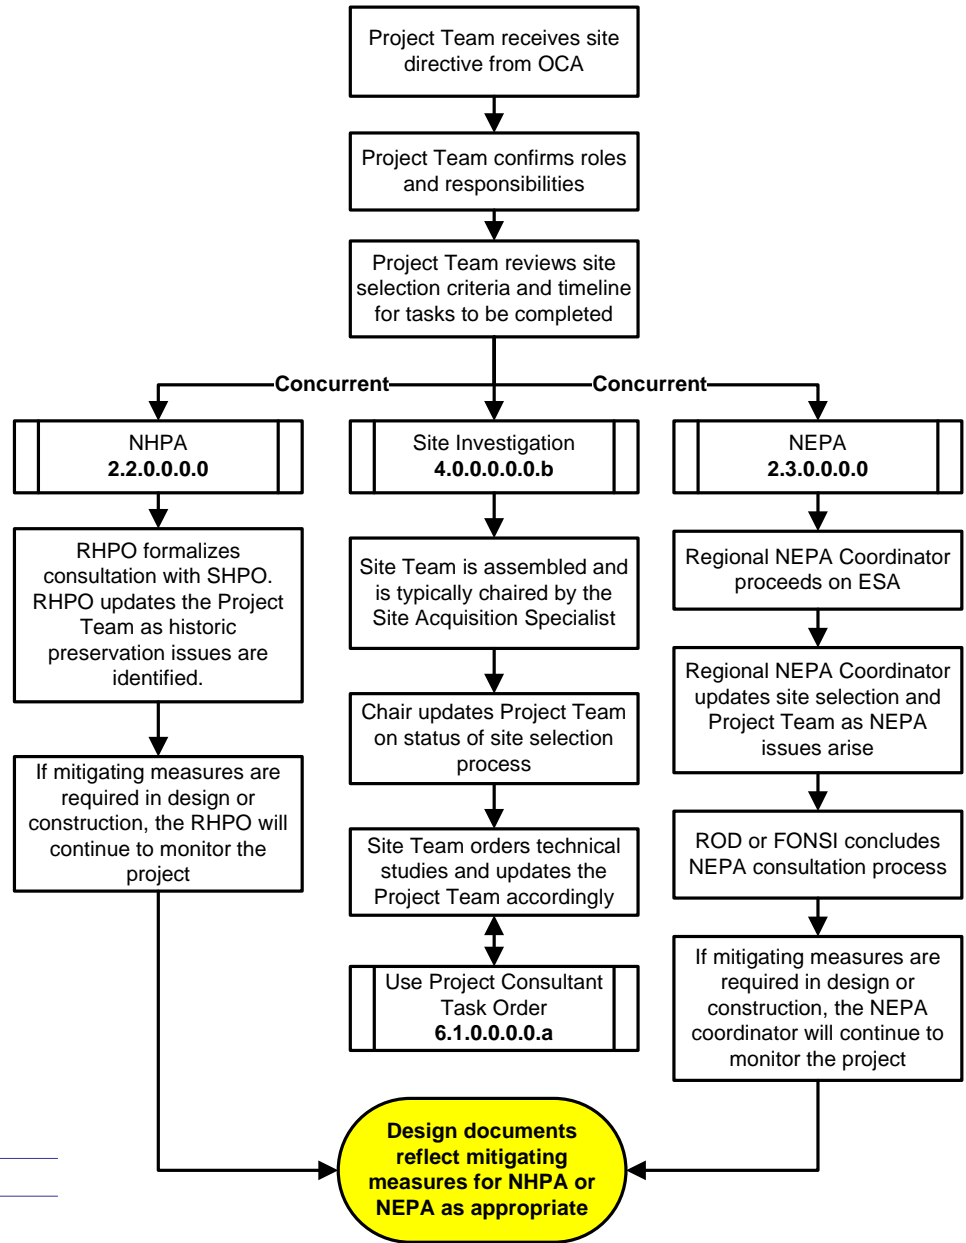 Project Team receives site
directive from OCA
Project Team confirms roles
and responsibilities
Project Team reviews site
selection criteria and timeline
for tasks to be completed
Concurrent
Concurrent
NHPA
2.2.0.0.0.0
Site Investigation
4.0.0.0.0.0.b
NEPA
2.3.0.0.0.0
RHPO formalizes
consultation with SHPO.
RHPO updates the Project
Team as historic
preservation issues are
identified.
If mitigating measures are
required in design or
construction, the RHPO will
continue to monitor the
project
Site Team is assembled and
is typically chaired by the
Site Acquisition Specialist
Chair updates Project Team
on status of site selection
process
Site Team orders technical
studies and updates the
Project Team accordingly
Use Project Consultant
Task Order
6.1.0.0.0.0.a
Regional NEPA Coordinator
proceeds on ESA
Regional NEPA Coordinator
updates site selection and
Project Team as NEPA
issues arise
ROD or FONSI concludes
NEPA consultation process
If mitigating measures are
required in design or
construction, the NEPA
coordinator will continue to
monitor the project
Design documents
reflect mitigating
measures for NHPA or
NEPA as appropriate